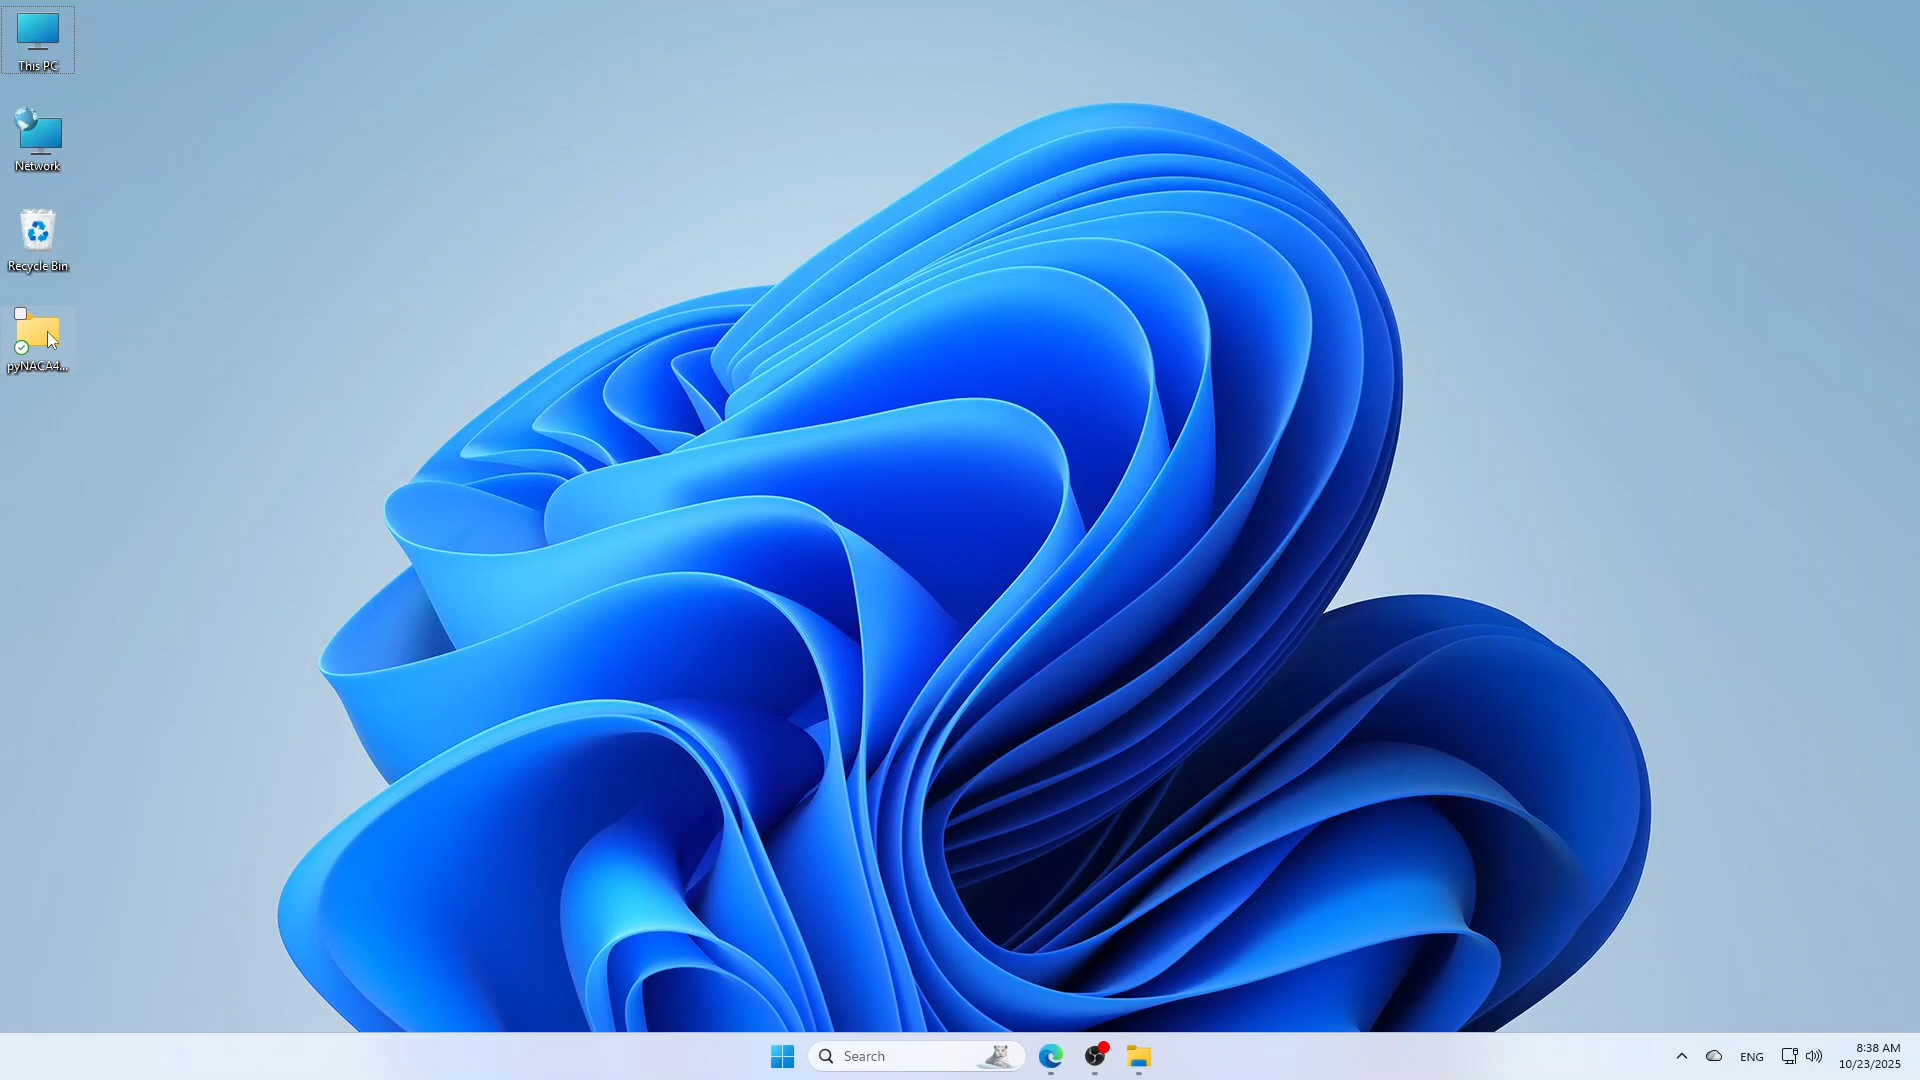 This PC
Network
Recycle Bin
pyNACA4...
Search
ENG
8:38 AM
10/23/2025